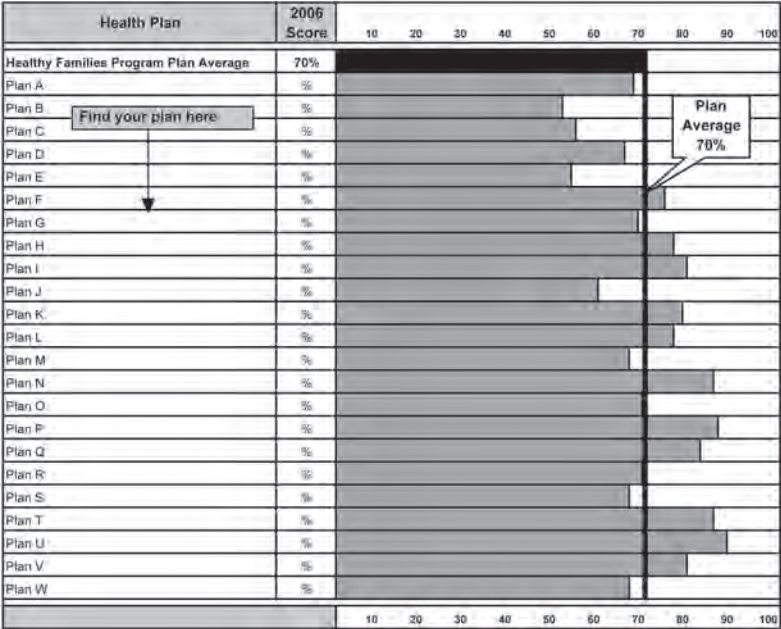 Health Plan 2006 Score 10 20 30 40 50 60 70 80 90 100
Healthy Families Program Plan Average 70%
Plan A %
Plan B %
Find your plan here
Plan C %
Plan Average 70%
Plan D %
Plan E %
Plan F %
Plan G %
Plan H %
Plan I %
Plan J %
Plan K %
Plan L %
Plan M %
Plan N %
Plan O %
Plan P %
Plan Q %
Plan R %
Plan S %
Plan T %
Plan U %
Plan V %
Plan W %
10 20 30 40 50 60 70 80 90 100